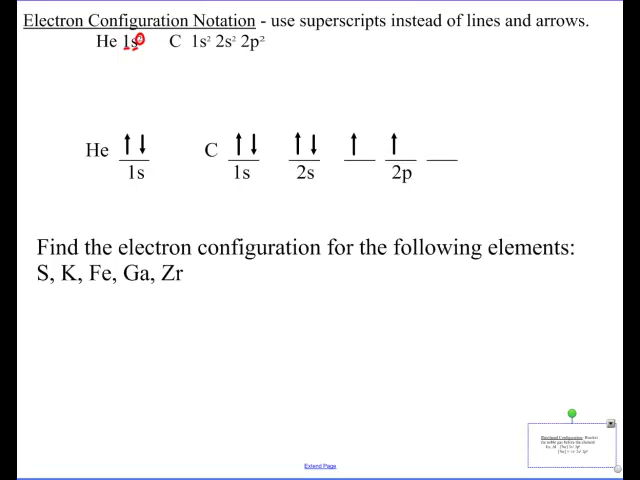 Electron Configuration Notation - use superscripts instead of lines and arrows.
He 1s² C 1s² 2s² 2p²
He C
1s 1s 2s 2p
Find the electron configuration for the following elements:
S, K, Fe, Ga, Zr
Extend Page